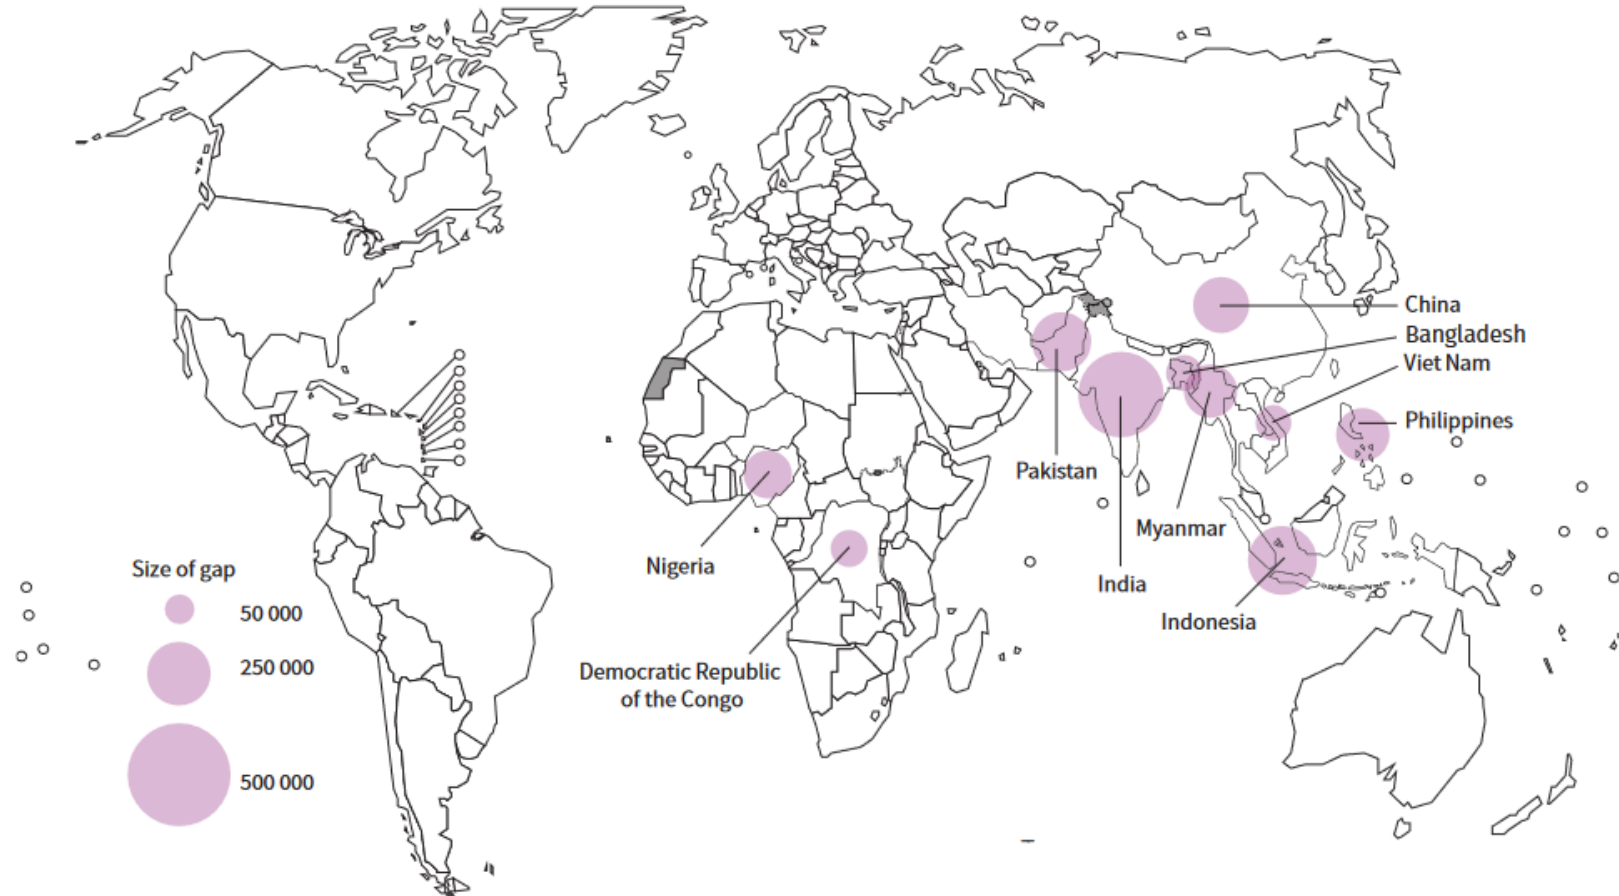 China
Bangladesh
Viet Nam
Philippines
Pakistan
Myanmar
Nigeria
India
Indonesia
Democratic Republic
of the Congo
Size of gap
50 000
250 000
500 000